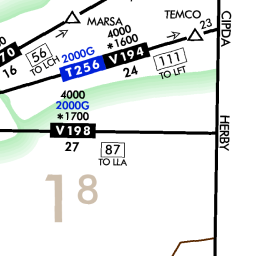 MARSA
TEMCO
23
CIPDA
4000
*1600
2000G
56
TO LCH
70
16
T256
V194
24
111
TO LFT
4000
2000G
*1700
V198
27
87
TO LLA
HERBY
18